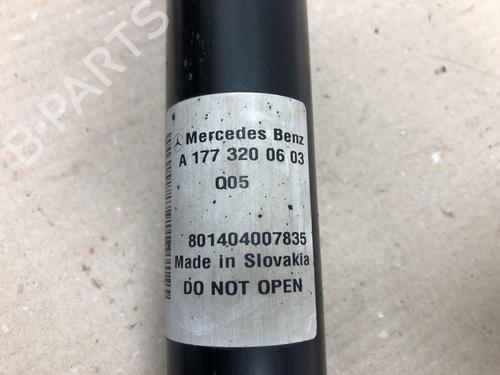 B-PARTS
Mercedes Benz
A 177 320 06 03
Q05
801404007835
Made in Slovakia
DO NOT OPEN